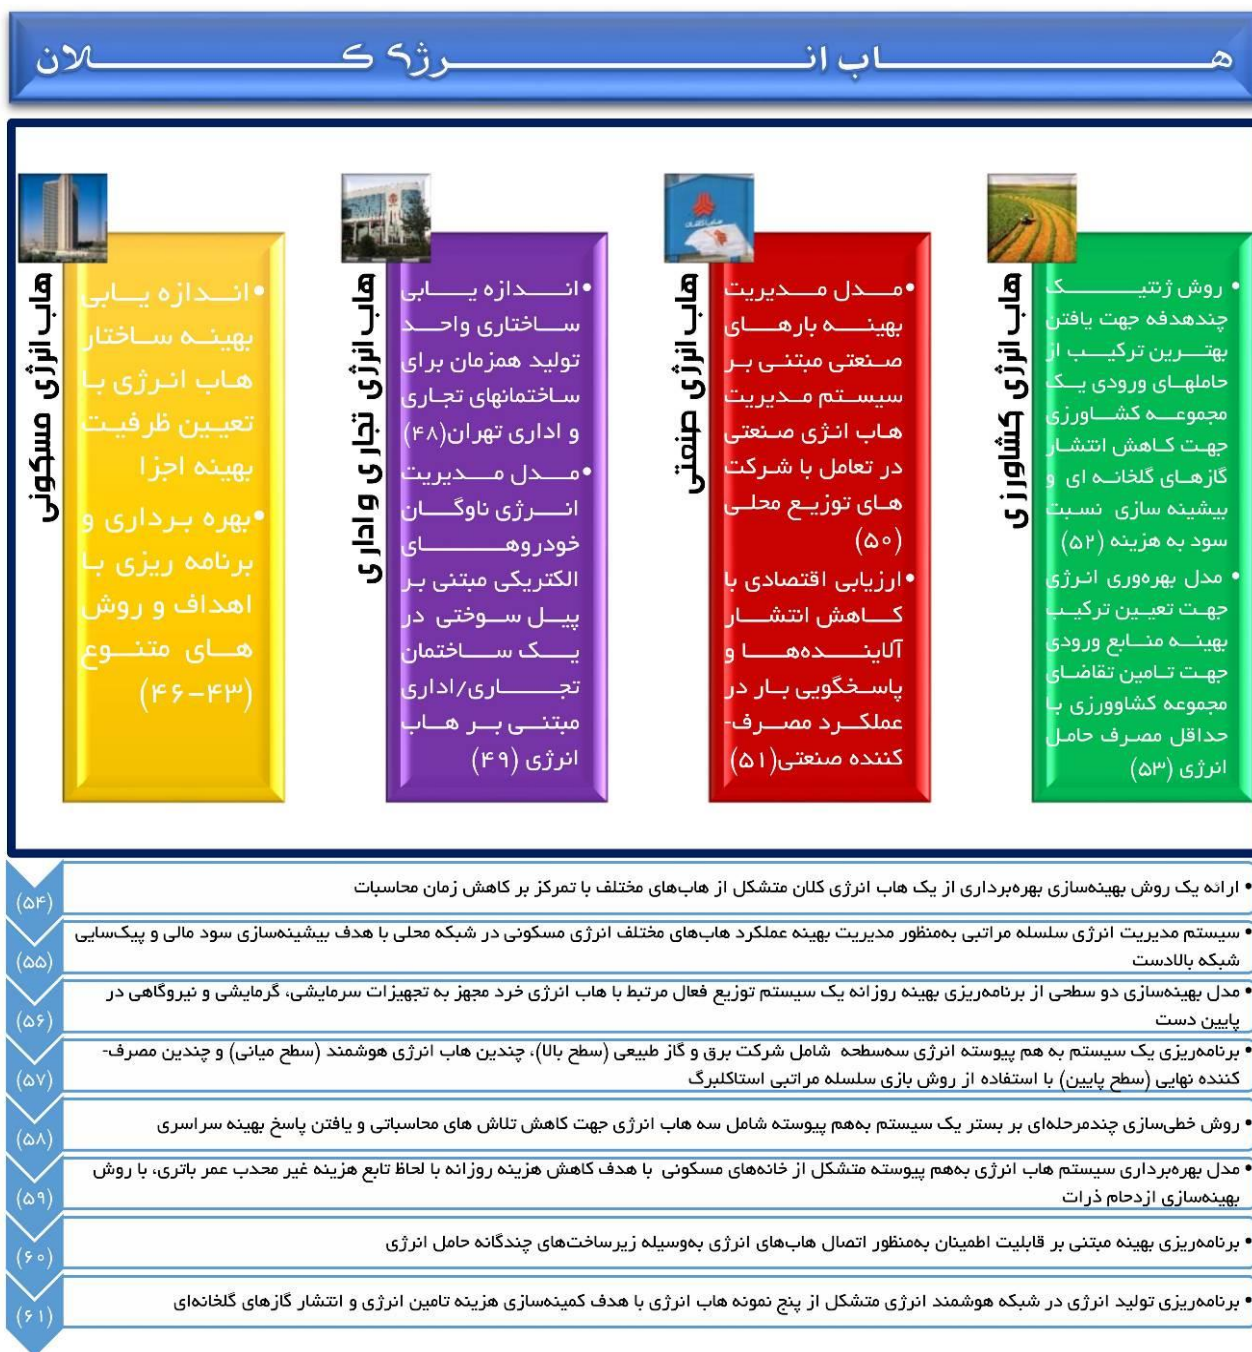 هاب انرژی کلان
هاب انرژی کشاورزی
• روش ژنتیک
چندهدفه جهت یافتن
بهترین ترکیب از
حاملهای ورودی یک
مجموعه کشاورزی
جهت کاهش انتشار
گازهای گلخانه ای و
بیشینه سازی نسبت
سود به هزینه (۵۲)
• مدل بهره‌وری انرژی
جهت تعیین ترکیب
بهینه منابع ورودی
جهت تامین تقاضای
مجموعه کشاوورزی با
حداقل مصرف حامل
انرژی (۵۳)
هاب انرژی صنعتی
• مدل مدیریت
بهینه بارهای
صنعتی مبتنی بر
سیستم مدیریت
هاب انژی صنعتی
در تعامل با شرکت
های توزیع محلی
(۵۰)
• ارزیابی اقتصادی با
کاهش انتشار
آلاینده‌ها و
پاسخگویی بار در
عملکرد مصرف-
کننده صنعتی(۵۱)
هاب انرژی تجاری و اداری
• اندازه یابی
ساختاری واحد
تولید همزمان برای
ساختمانهای تجاری
و اداری تهران(۴۸)
• مدل مدیریت
انرژی ناوگان
خودروهای
الکتریکی مبتنی بر
پیل سوختی در
یک ساختمان
تجاری/اداری
مبتنی بر هاب
انرژی (۴۹)
هاب انرژی مسکونی
• اندازه یابی
بهینه ساختار
هاب انرژی با
تعیین ظرفیت
بهینه اجزا
• بهره برداری و
برنامه ریزی با
اهداف و روش
های متنوع
(۴۳-۴۶)
• ارائه یک روش بهینه‌سازی بهره‌برداری از یک هاب انرژی کلان متشکل از هاب‌های مختلف با تمرکز بر کاهش زمان محاسبات
(۵۴)
• سیستم مدیریت انرژی سلسله مراتبی به‌منظور مدیریت بهینه عملکرد هاب‌های مختلف انرژی مسکونی در شبکه محلی با هدف بیشینه‌سازی سود مالی و پیک‌سایی
شبکه بالادست
(۵۵)
• مدل بهینه‌سازی دو سطحی از برنامه‌ریزی بهینه روزانه یک سیستم توزیع فعال مرتبط با هاب انرژی خرد مجهز به تجهیزات سرمایشی، گرمایشی و نیروگاهی در
پایین دست
(۵۶)
• برنامه‌ریزی یک سیستم به هم پیوسته انرژی سه‌سطحه شامل شرکت برق و گاز طبیعی (سطح بالا)، چندین هاب انرژی هوشمند (سطح میانی) و چندین مصرف-
کننده نهایی (سطح پایین) با استفاده از روش بازی سلسله مراتبی استاکلبرگ
(۵۷)
• روش خطی‌سازی چندمرحله‌ای بر بستر یک سیستم به‌هم پیوسته شامل سه هاب انرژی جهت کاهش تلاش های محاسباتی و یافتن پاسخ بهینه سراسری
(۵۸)
• مدل بهره‌برداری سیستم هاب انرژی به‌هم پیوسته متشکل از خانه‌های مسکونی با هدف کاهش هزینه روزانه با لحاظ تابع هزینه غیر محدب عمر باتری، با روش
بهینه‌سازی ازدحام ذرات
(۵۹)
• برنامه‌ریزی بهینه مبتنی بر قابلیت اطمینان به‌منظور اتصال هاب‌های انرژی به‌وسیله زیرساخت‌های چندگانه حامل انرژی
(۶۰)
• برنامه‌ریزی تولید انرژی در شبکه هوشمند انرژی متشکل از پنج نمونه هاب انرژی با هدف کمینه‌سازی هزینه تامین انرژی و انتشار گازهای گلخانه‌ای
(۶۱)